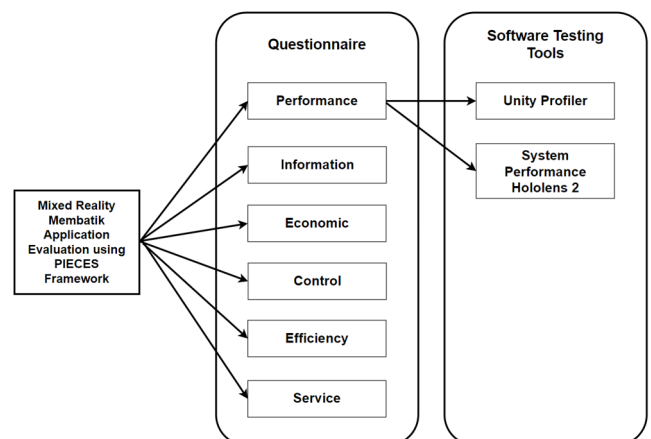 Questionnaire
Software Testing
Tools
Performance
Unity Profiler
Information
System
Performance
Hololens 2
Mixed Reality
Membatik
Application
Evaluation using
PIECES
Framework
Economic
Control
Efficiency
Service